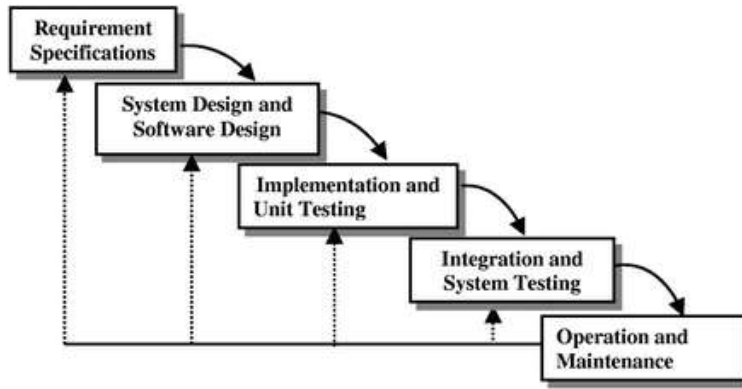 Requirement
Specifications
System Design and
Software Design
Implementation and
Unit Testing
Integration and
System Testing
Operation and
Maintenance